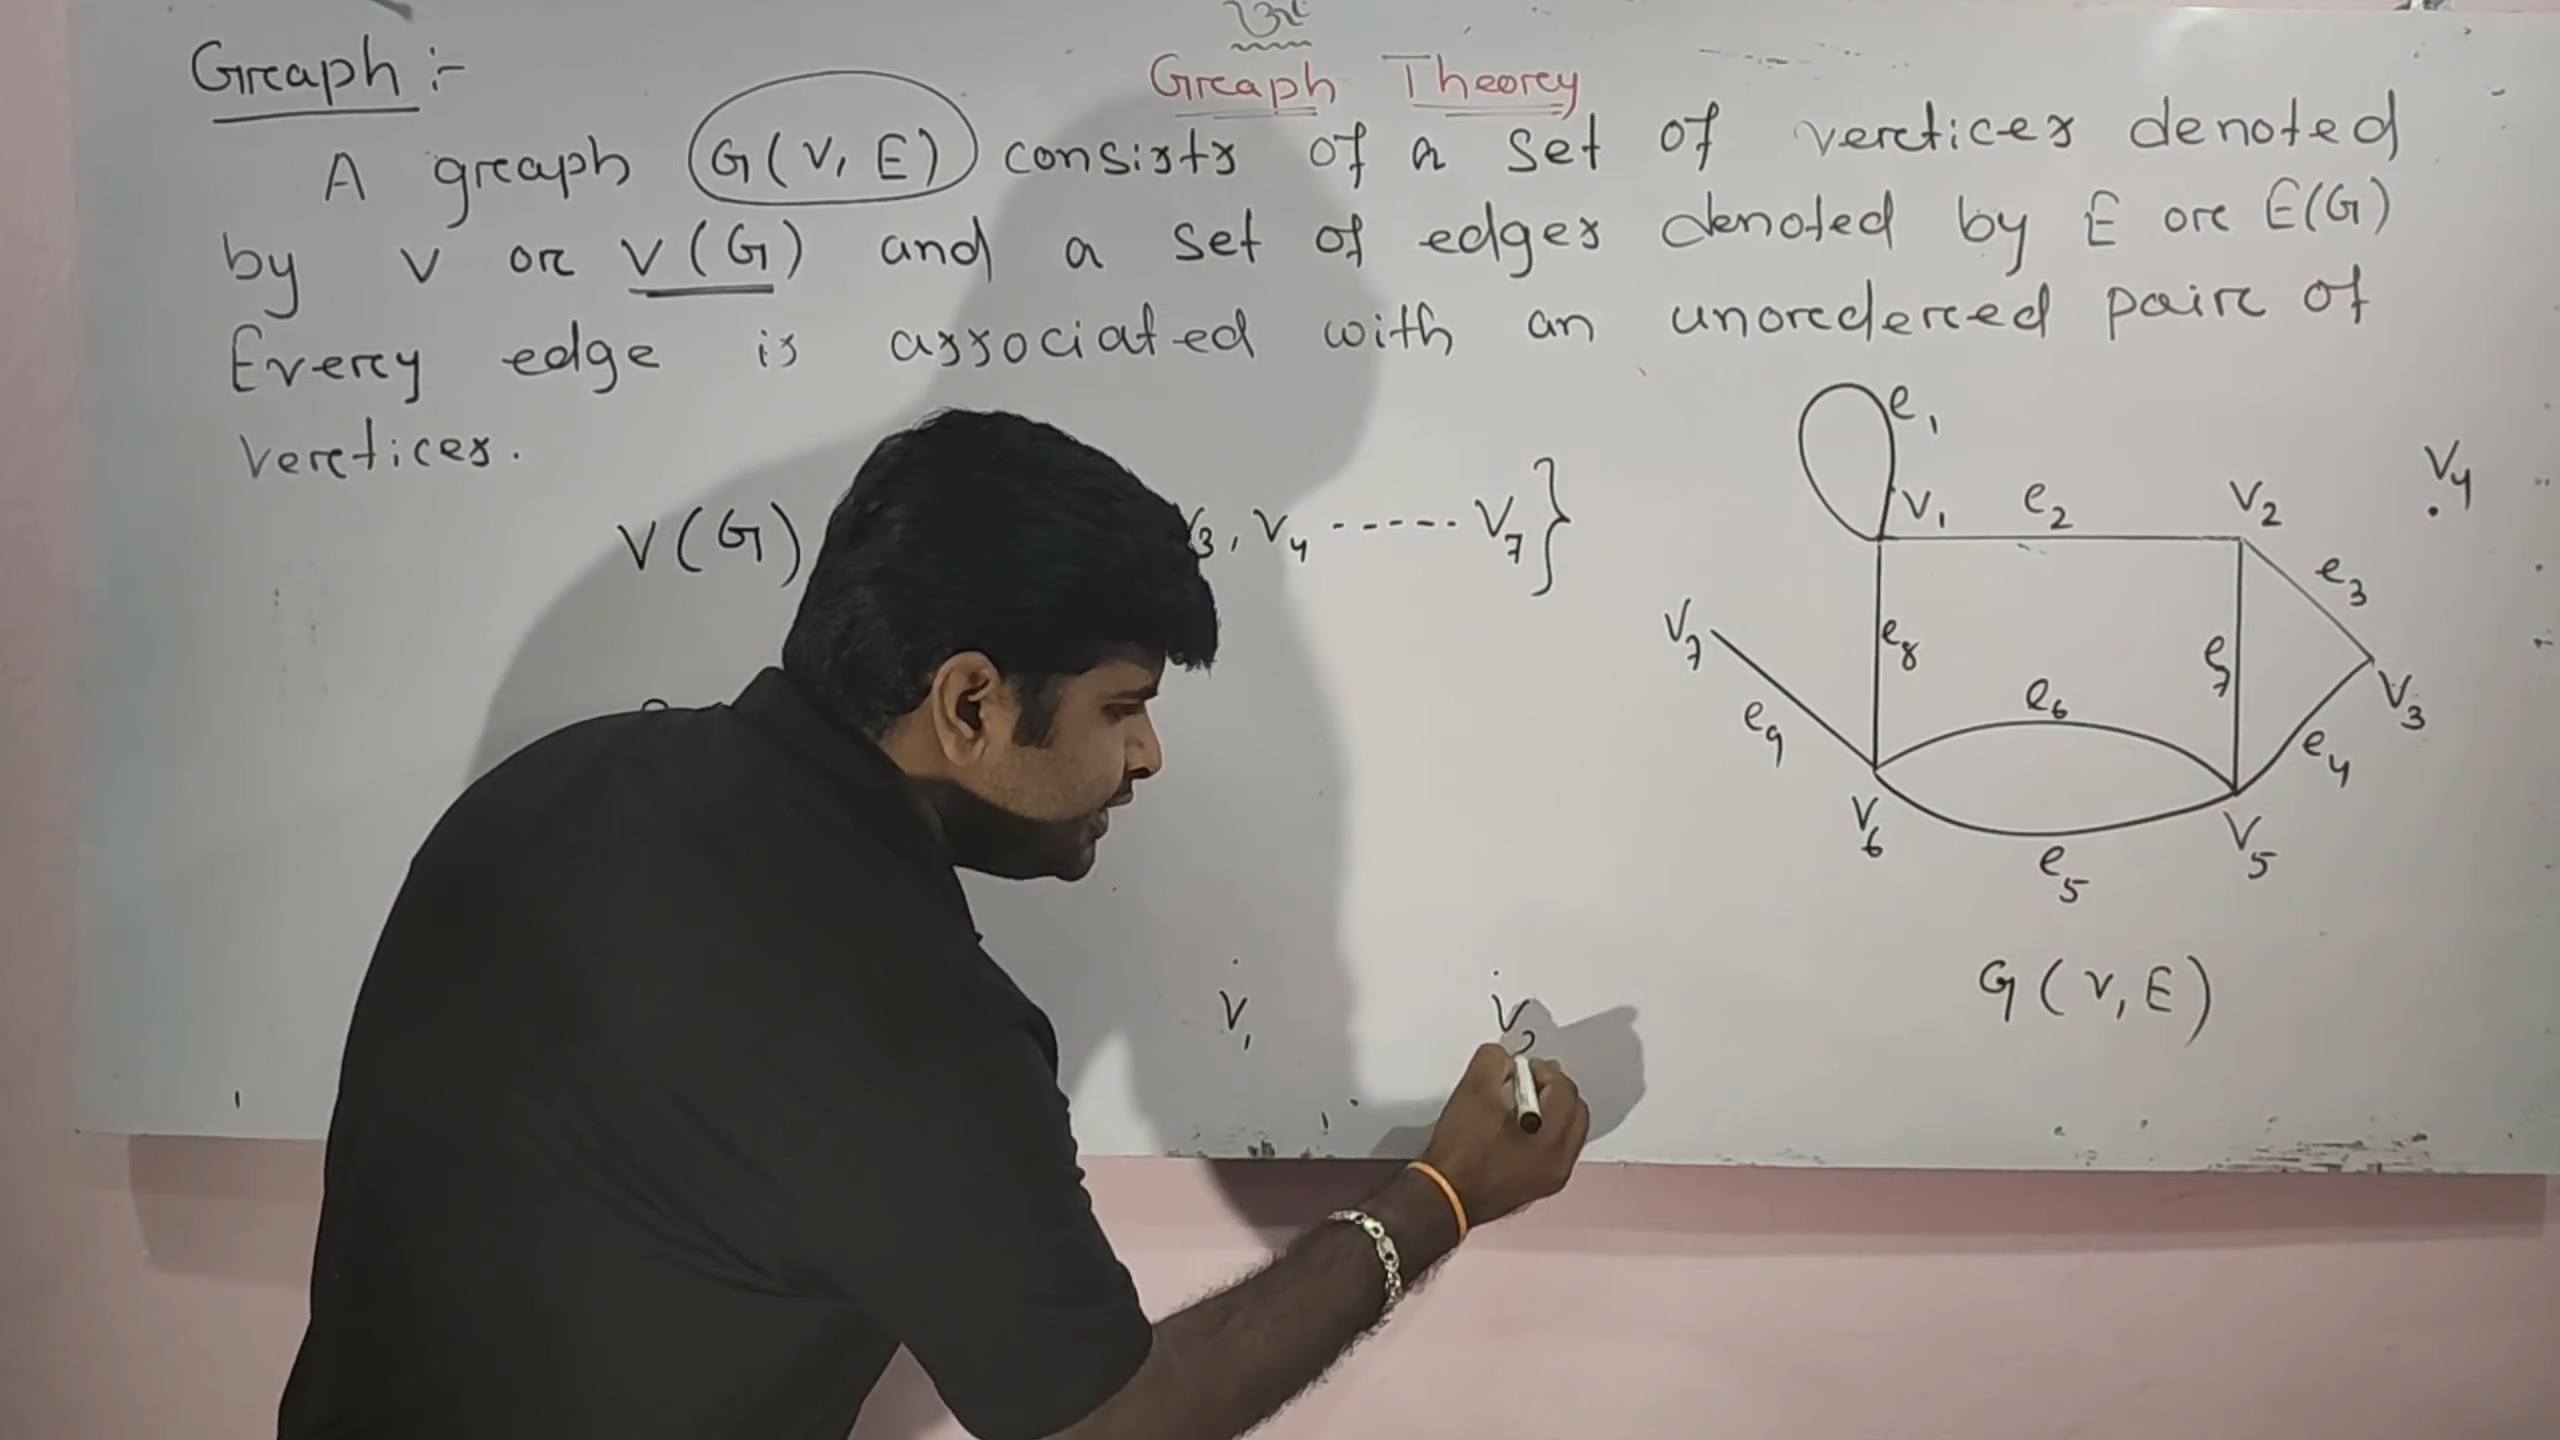 Graph :-
Graph Theory
A graph G(V, E) consists of a set of vertices denoted
by V or V(G) and a set of edges denoted by E or E(G)
Every edge is associated with an unordered pair of
vertices.
V(G) V3, V4 ----- V7}
e1
V1
e2
V2
V4
e3
V7
e8
e7
V3
e6
e9
e4
V6
V5
e5
G(V, E)
V1 V2